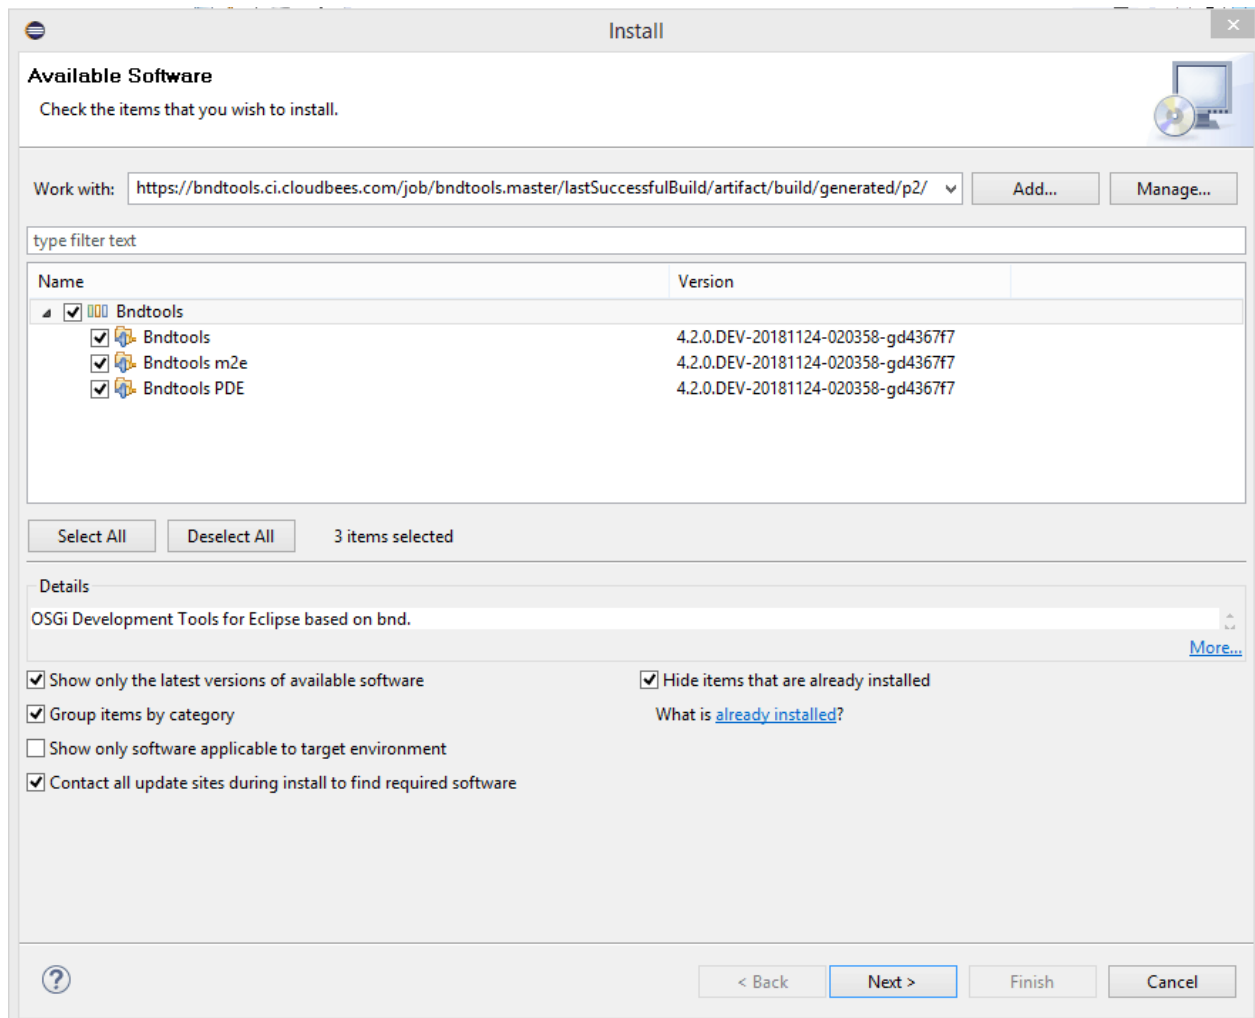 Install
Available Software
Check the items that you wish to install.
Work with: https://bndtools.ci.cloudbees.com/job/bndtools.master/lastSuccessfulBuild/artifact/build/generated/p2/ Add... Manage...
type filter text
Name Version
Bndtools
Bndtools 4.2.0.DEV-20181124-020358-gd4367f7
Bndtools m2e 4.2.0.DEV-20181124-020358-gd4367f7
Bndtools PDE 4.2.0.DEV-20181124-020358-gd4367f7
Select All Deselect All 3 items selected
Details
OSGi Development Tools for Eclipse based on bnd.
More...
Show only the latest versions of available software Hide items that are already installed
Group items by category What is already installed?
Show only software applicable to target environment
Contact all update sites during install to find required software
? < Back Next > Finish Cancel